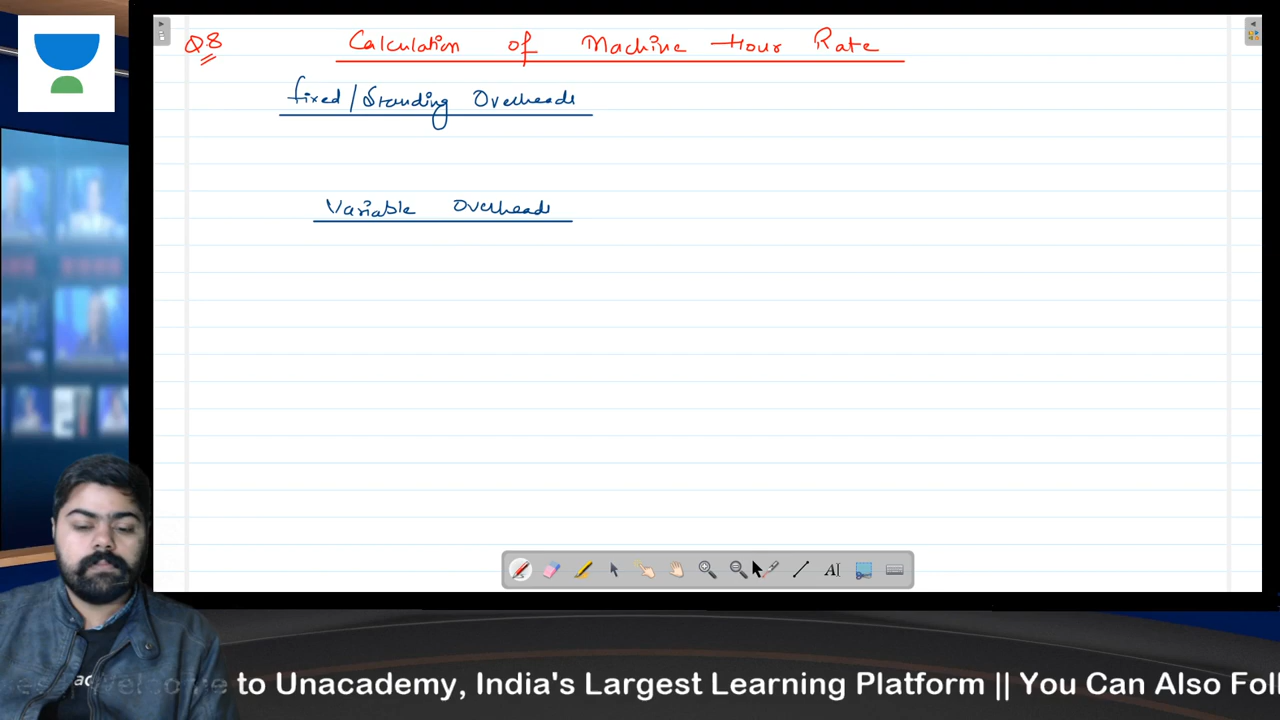 Q8 Calculation of Machine Hour Rate
fixed/Standing Overheads
Variable Overheads
to Unacademy, India's Largest Learning Platform || You Can Also Foll